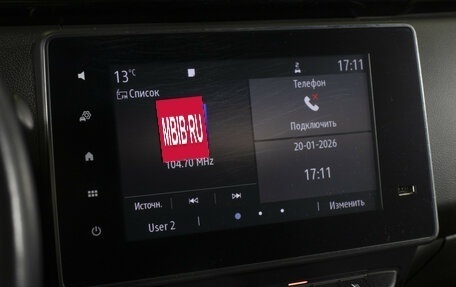 13°C
17:11
Список
Телефон
MBIB.RU
Подключить
104.70 MHz
20-01-2026
17:11
Источн.
User 2
Изменить